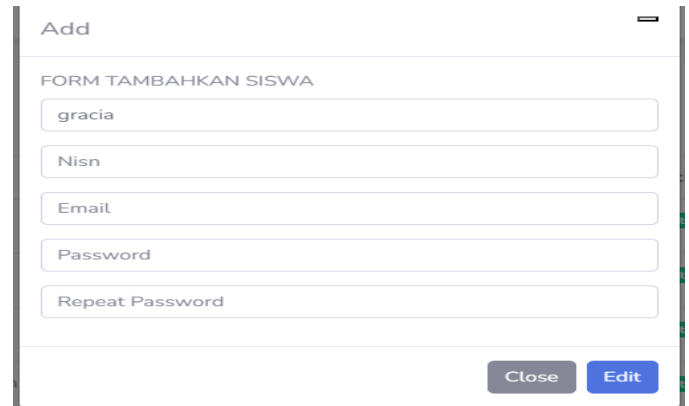 Add
FORM TAMBAHKAN SISWA
gracia
Nisn
Email
Password
Repeat Password
Close Edit